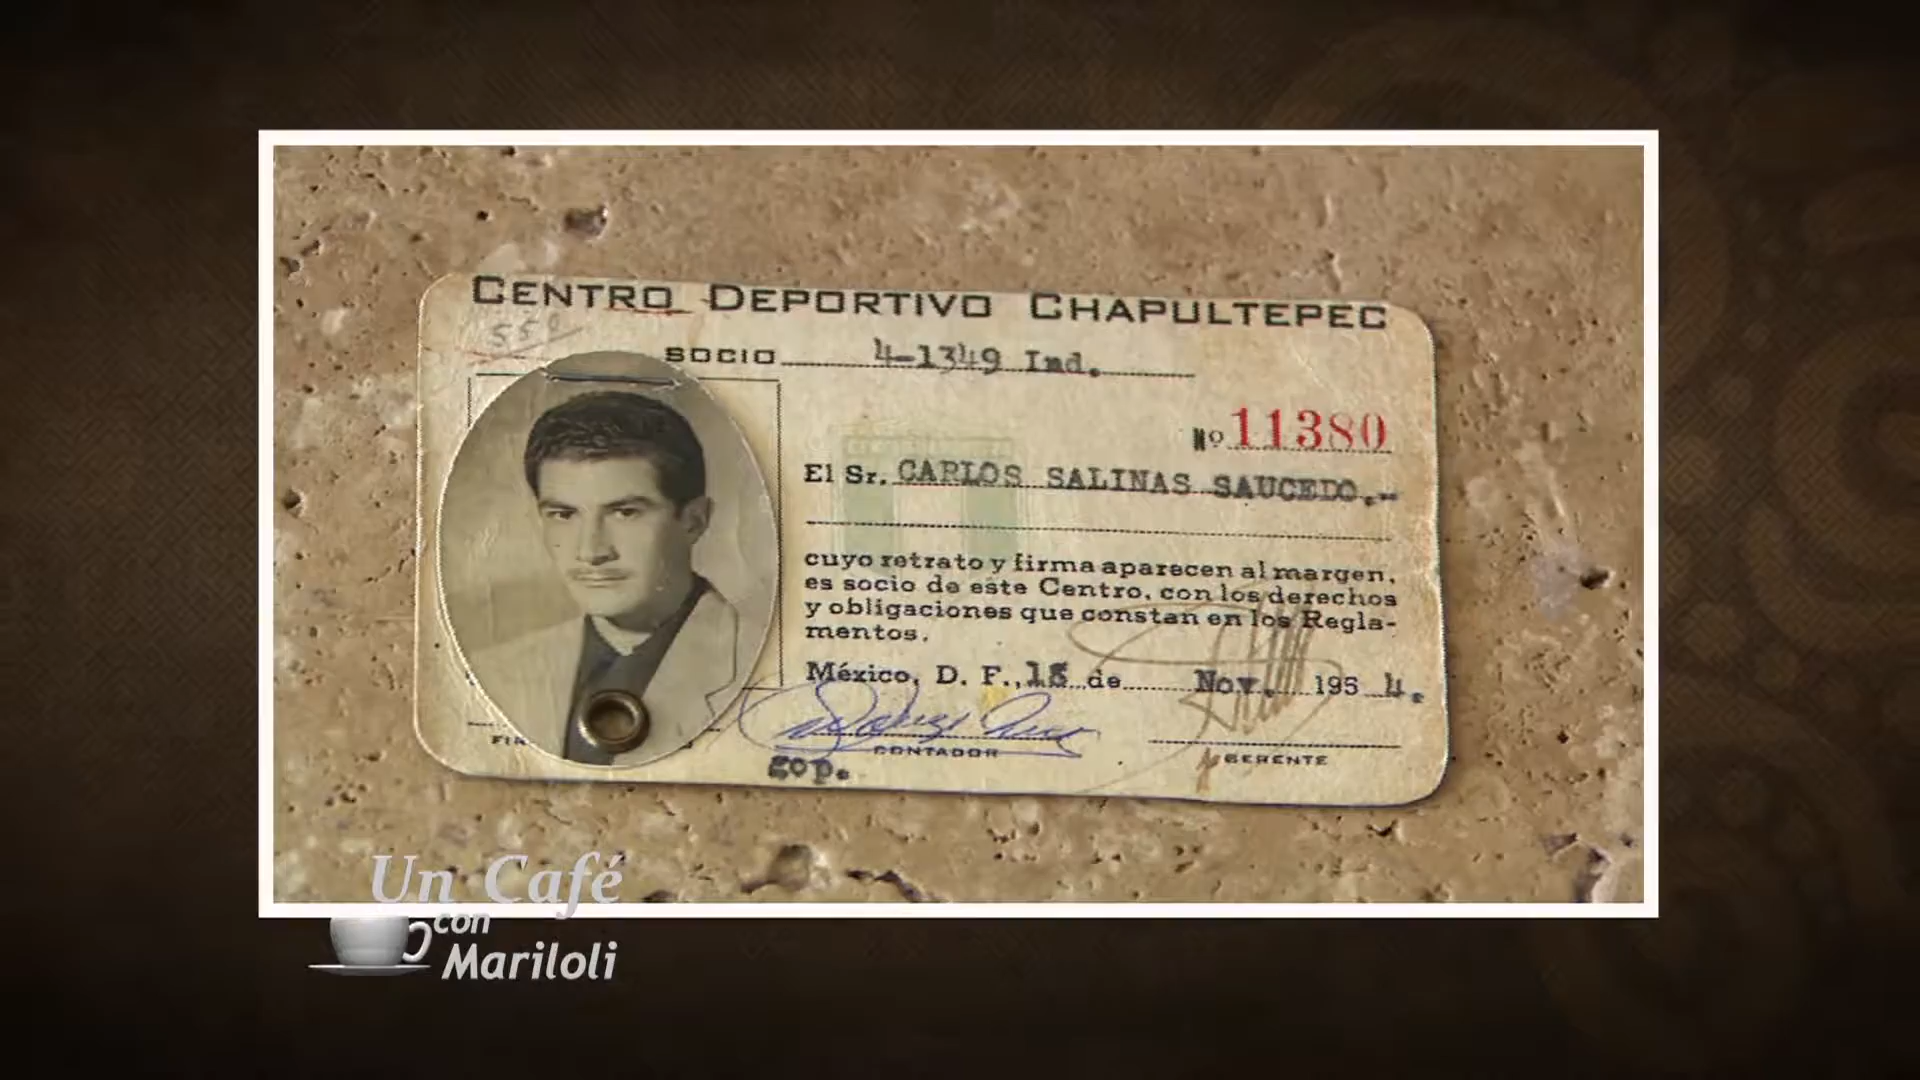 CENTRO DEPORTIVO CHAPULTEPEC
550
SOCIO 4-1349 Ind.
Nº 11380
El Sr. CARLOS SALINAS SAUCEDO.-
cuyo retrato y firma aparecen al margen,
es socio de este Centro, con los derechos
y obligaciones que constan en los Regla-
mentos.
México, D. F., 15 de Nov. 1954.
CONTADOR
GERENTE
gop.
Un Café
con
Mariloli